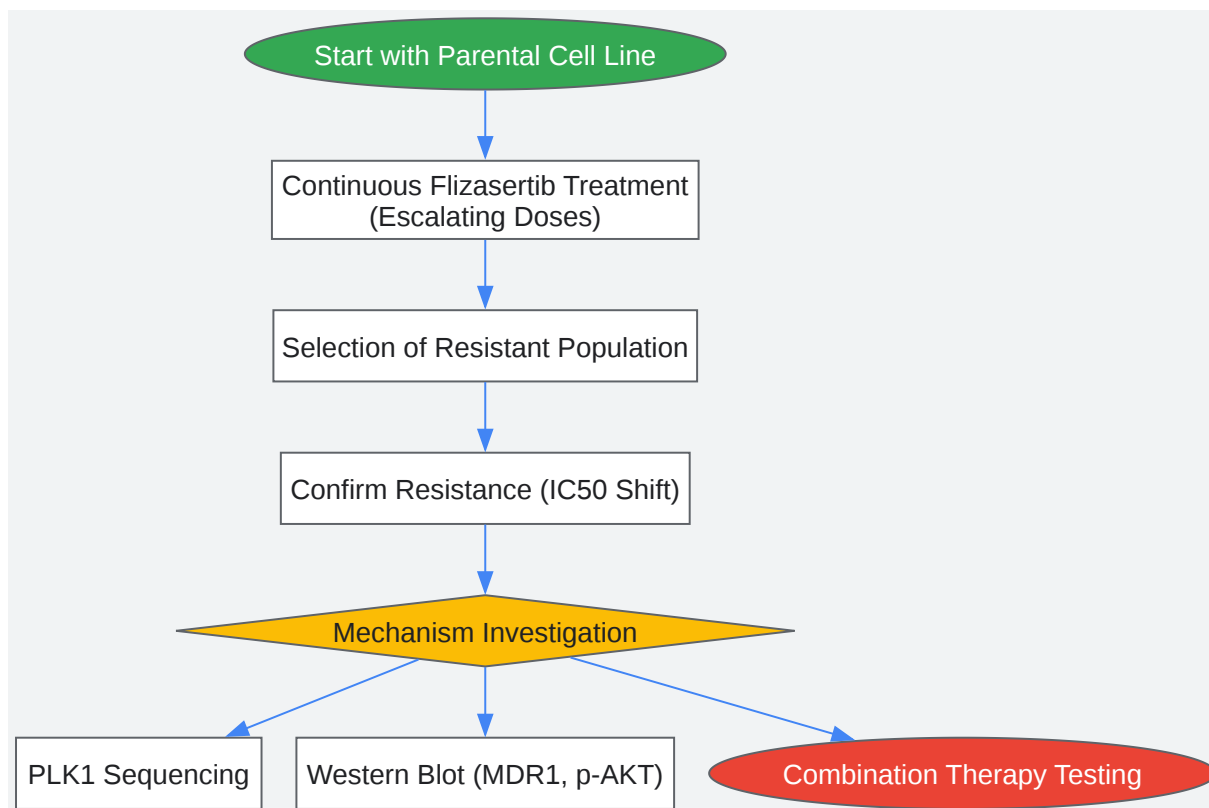 Start with Parental Cell Line
Continuous Flizasertib Treatment
(Escalating Doses)
Selection of Resistant Population
Confirm Resistance (IC50 Shift)
Mechanism Investigation
PLK1 Sequencing
Western Blot (MDR1, p-AKT)
Combination Therapy Testing